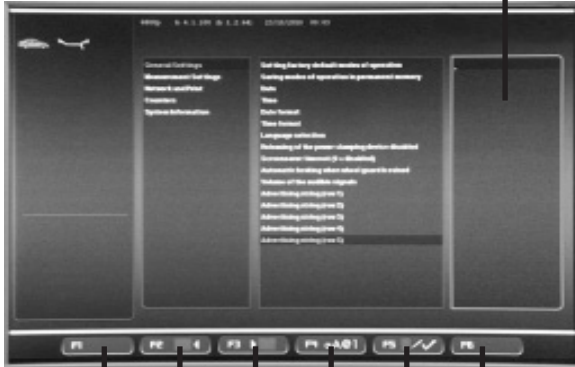 General Settings
Measurement Settings
Network and Print
Counters
System Information
Setting factory default modes of operation
Saving modes of operation in permanent memory
Date
Time
Date format
Time format
Language selection
Releasing of the power clamping device disabled
Screensaver timeout (0 = disabled)
Automatic braking when wheel guard is raised
Volume of the audible signals
Advertising string (row 1)
Advertising string (row 2)
Advertising string (row 3)
Advertising string (row 4)
Advertising string (row 5)
F1
F2
F3
F4
F5
F6